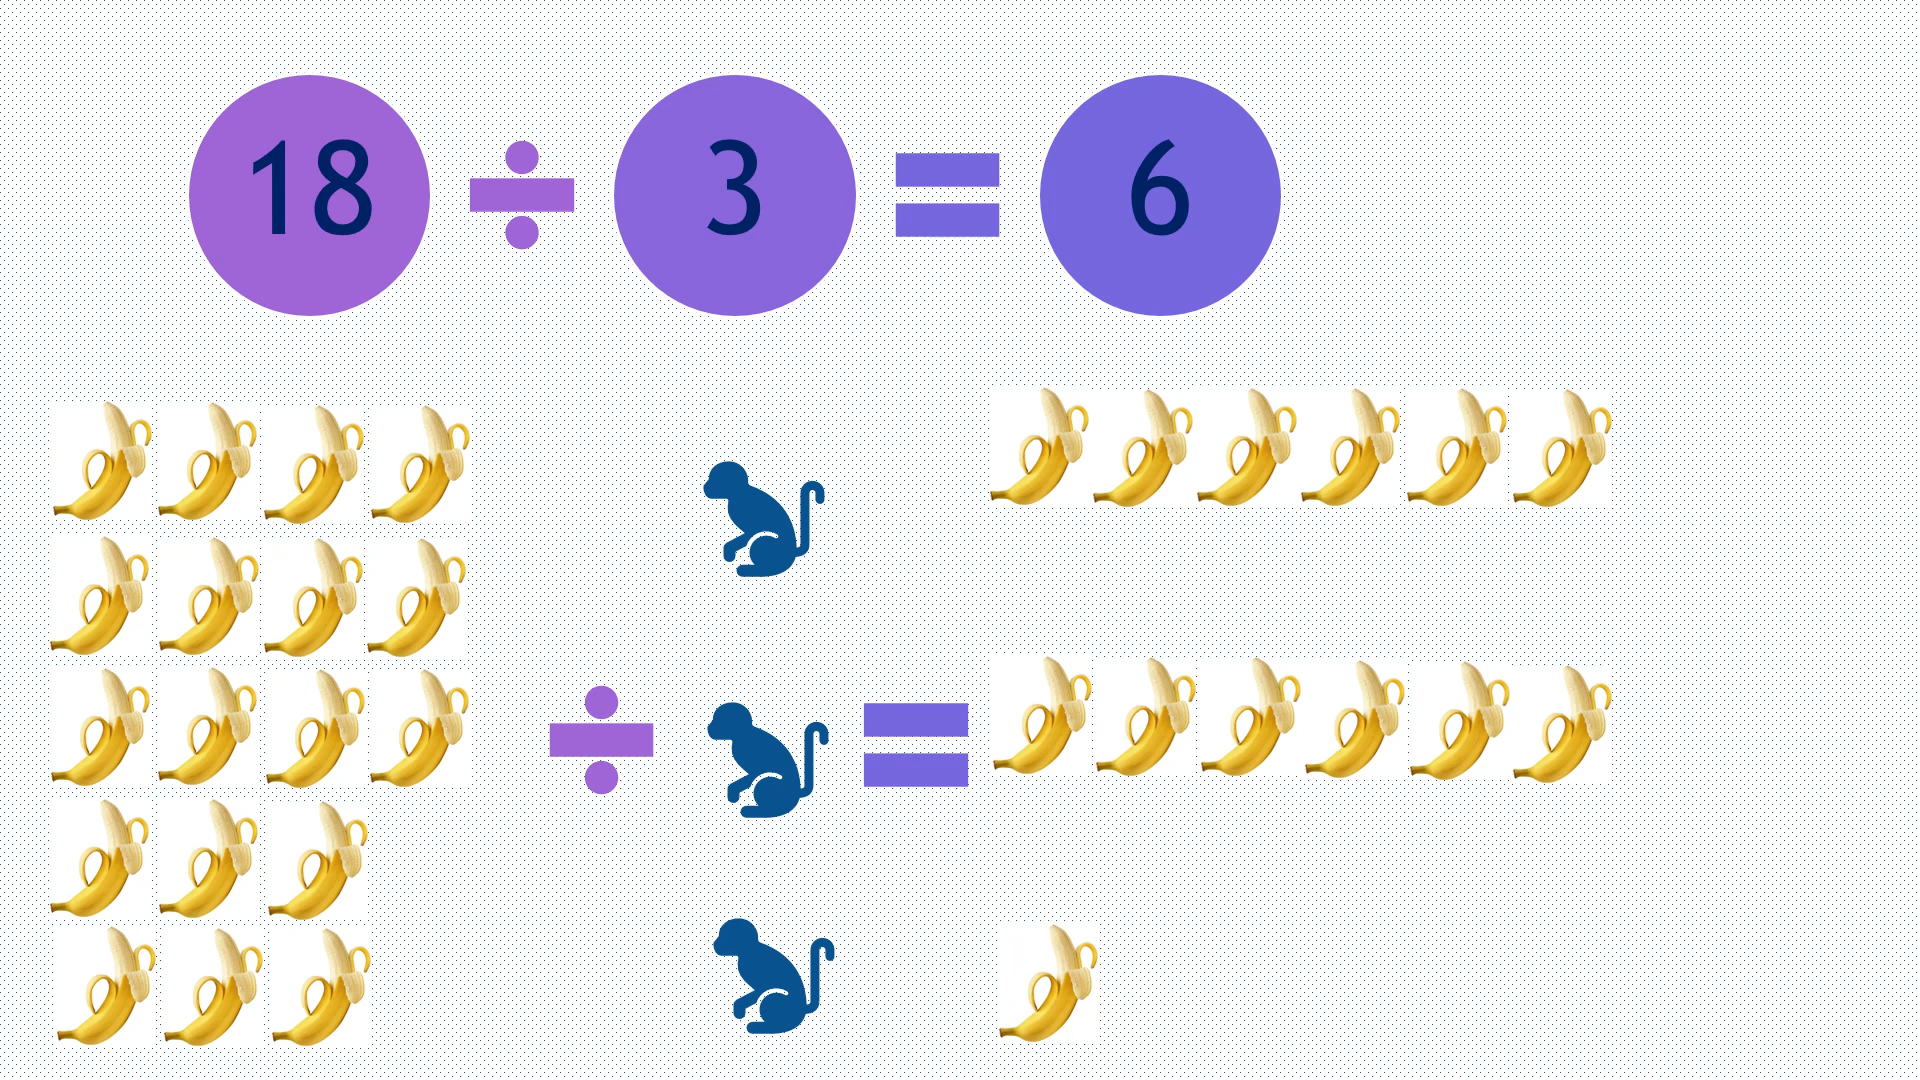 18 ÷ 3 = 6
÷ =